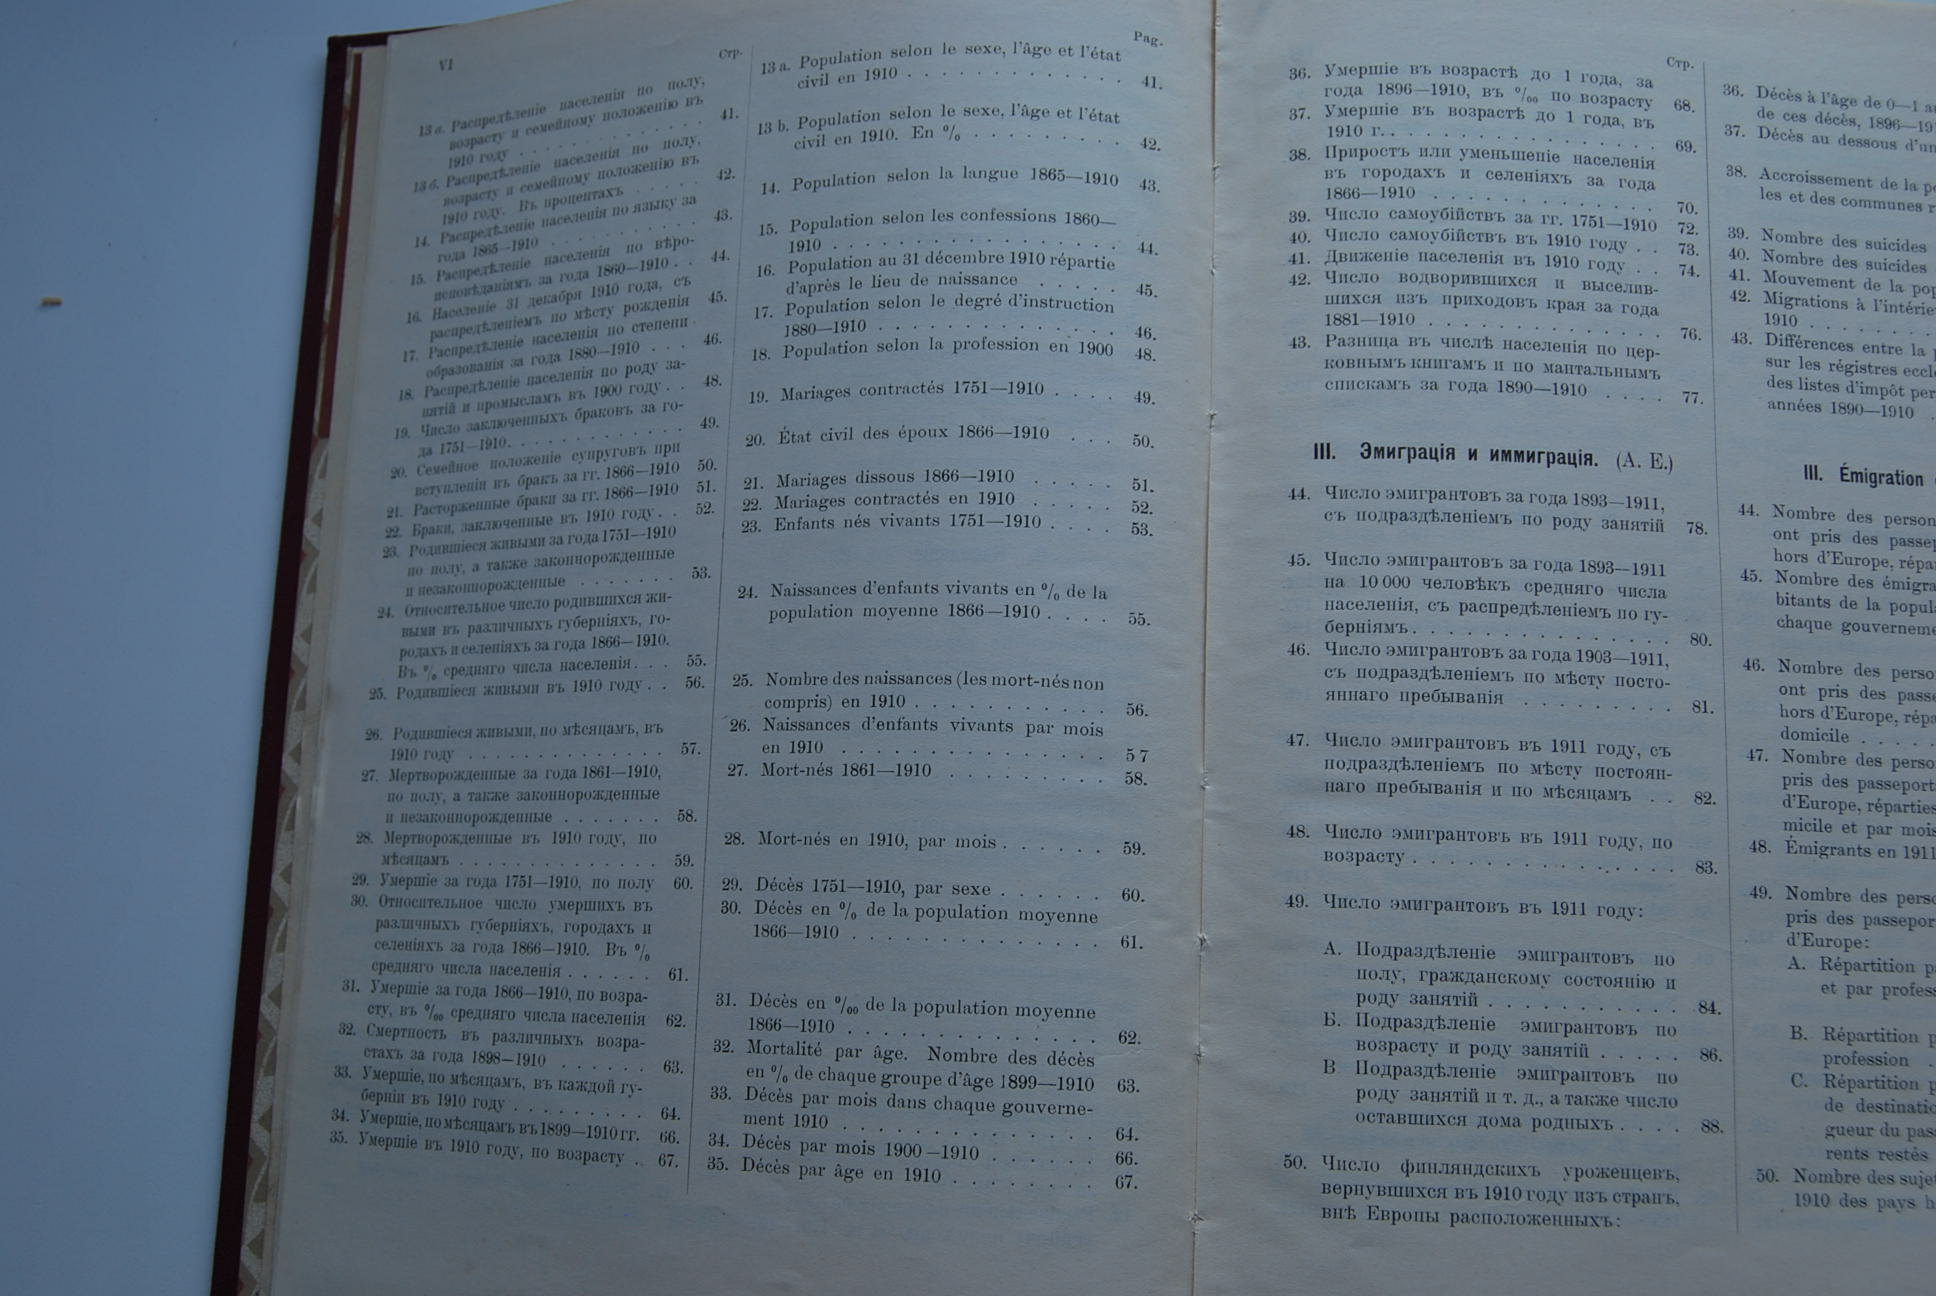 VI
Стр.
13 а. Распредѣленіе населенія по полу,
возрасту и семейному положенію въ
1910 году . . . . . . . . . . . 41.
13 б. Распредѣленіе населенія по полу,
возрасту и семейному положенію въ
1910 году. Въ процентахъ . . . . . 42.
14. Распредѣленіе населенія по языку за
года 1865—1910 . . . . . . . . . 43.
15. Распредѣленіе населенія по вѣро-
исповѣданіямъ за года 1860—1910 . . 44.
16. Населеніе 31 декабря 1910 года, съ
распредѣленіемъ по мѣсту рожденія 45.
17. Распредѣленіе населенія по степени
образованія за года 1880—1910 . . . 46.
18. Распредѣленіе населенія по роду за-
нятій и промысламъ въ 1900 году . . 48.
19. Число заключенныхъ браковъ за го-
да 1751—1910. . . . . . . . . . . 49.
20. Семейное положеніе супруговъ при
вступленіи въ бракъ за гг. 1866—1910 50.
21. Расторженные браки за гг. 1866—1910 51.
22. Браки, заключенные въ 1910 году. . 52.
23. Родившіеся живыми за года 1751—1910
по полу, а также законнорожденные
и незаконнорожденные . . . . . . . 53.
24. Относительное число родившихся жи-
выми въ различныхъ губерніяхъ, го-
родахъ и селеніяхъ за года 1866—1910.
Въ % средняго числа населенія. . . 55.
25. Родившіеся живыми въ 1910 году. . 56.
26. Родившіеся живыми, по мѣсяцамъ, въ
1910 году . . . . . . . . . . . . . 57.
27. Мертворожденные за года 1861—1910,
по полу, а также законнорожденные
и незаконнорожденные . . . . . . . 58.
28. Мертворожденные въ 1910 году, по
мѣсяцамъ . . . . . . . . . . . . . 59.
29. Умершіе за года 1751—1910, по полу 60.
30. Относительное число умершихъ въ
различныхъ губерніяхъ, городахъ и
селеніяхъ за года 1866—1910. Въ %
средняго числа населенія . . . . . . 61.
31. Умершіе за года 1866—1910, по возра-
сту, въ ‰ средняго числа населенія 62.
32. Смертность въ различныхъ возра-
стахъ за года 1898—1910 . . . . . . 63.
33. Умершіе, по мѣсяцамъ, въ каждой гу-
берніи въ 1910 году . . . . . . . . . 64.
34. Умершіе, по мѣсяцамъ въ 1899—1910 гг. 66.
35. Умершіе въ 1910 году, по возрасту . . 67.
Pag.
13 a. Population selon le sexe, l'âge et l'état
civil en 1910 . . . . . . . . . . . . . 41.
13 b. Population selon le sexe, l'âge et l'état
civil en 1910. En % . . . . . . . . . 42.
14. Population selon la langue 1865—1910 43.
15. Population selon les confessions 1860—
1910 . . . . . . . . . . . . . . . . 44.
16. Population au 31 décembre 1910 répartie
d'après le lieu de naissance . . . . . 45.
17. Population selon le degré d'instruction
1880—1910 . . . . . . . . . . . . . 46.
18. Population selon la profession en 1900 48.
19. Mariages contractés 1751—1910 . . . . 49.
20. État civil des époux 1866—1910 . . . 50.
21. Mariages dissous 1866—1910 . . . . . 51.
22. Mariages contractés en 1910 . . . . . 52.
23. Enfants nés vivants 1751—1910 . . . . 53.
24. Naissances d'enfants vivants en % de la
population moyenne 1866—1910 . . . . 55.
25. Nombre des naissances (les mort-nés non
compris) en 1910 . . . . . . . . . . . 56.
26. Naissances d'enfants vivants par mois
en 1910 . . . . . . . . . . . . . . . 57
27. Mort-nés 1861—1910 . . . . . . . . . 58.
28. Mort-nés en 1910, par mois . . . . . . 59.
29. Décès 1751—1910, par sexe . . . . . . 60.
30. Décès en % de la population moyenne
1866—1910 . . . . . . . . . . . . . 61.
31. Décès en ‰ de la population moyenne
1866—1910 . . . . . . . . . . . . . 62.
32. Mortalité par âge. Nombre des décès
en % de chaque groupe d'âge 1899—1910 63.
33. Décès par mois dans chaque gouverne-
ment 1910 . . . . . . . . . . . . . . 64.
34. Décès par mois 1900—1910 . . . . . . 66.
35. Décès par âge en 1910 . . . . . . . . 67.
Стр.
36. Умершіе въ возрастѣ до 1 года, за
года 1896—1910, въ ‰ по возрасту 68.
37. Умершіе въ возрастѣ до 1 года, въ
1910 г. . . . . . . . . . . . . . . 69.
38. Приростъ или уменьшеніе населенія
въ городахъ и селеніяхъ за года
1866—1910 . . . . . . . . . . . . . 70.
39. Число самоубійствъ за гг. 1751—1910 72.
40. Число самоубійствъ въ 1910 году . . 73.
41. Движеніе населенія въ 1910 году . . 74.
42. Число водворившихся и выселив-
шихся изъ приходовъ края за года
1881—1910 . . . . . . . . . . . . . 76.
43. Разница въ числѣ населенія по цер-
ковнымъ книгамъ и по мантальнымъ
спискамъ за года 1890—1910 . . . . 77.
III. Эмиграція и иммиграція. (А. Е.)
44. Число эмигрантовъ за года 1893—1911,
съ подраздѣленіемъ по роду занятій 78.
45. Число эмигрантовъ за года 1893—1911
на 10 000 человѣкъ средняго числа
населенія, съ распредѣленіемъ по гу-
берніямъ. . . . . . . . . . . . . . . 80.
46. Число эмигрантовъ за года 1903—1911,
съ подраздѣленіемъ по мѣсту посто-
яннаго пребыванія . . . . . . . . . 81.
47. Число эмигрантовъ въ 1911 году, съ
подраздѣленіемъ по мѣсту постоян-
наго пребыванія и по мѣсяцамъ . . 82.
48. Число эмигрантовъ въ 1911 году, по
возрасту . . . . . . . . . . . . . . 83.
49. Число эмигрантовъ въ 1911 году:
А. Подраздѣленіе эмигрантовъ по
полу, гражданскому состоянію и
роду занятій . . . . . . . . . . 84.
Б. Подраздѣленіе эмигрантовъ по
возрасту и роду занятій . . . . . 86.
В Подраздѣленіе эмигрантовъ по
роду занятій и т. д., а также число
оставшихся дома родныхъ . . . . 88.
50. Число финляндскихъ уроженцевъ,
вернувшихся въ 1910 году изъ странъ,
внѣ Европы расположенныхъ:
36. Décès à l'âge de 0—1
de ces décès, 1896—19
37. Décès au dessous d'un
38. Accroissement de la
les et des communes
39. Nombre des suicides
40. Nombre des suicides
41. Mouvement de la
42. Migrations à
1910 . . . . . . . .
43. Différences entre la
sur les régistres
des listes d'impôt
années 1890—1910 .
III. Émigration
44. Nombre des
ont pris des
hors d'Europe,
45. Nombre des
bitants de la
chaque
46. Nombre des
ont pris des
hors d'Europe,
domicile . . . .
47. Nombre des
pris des
d'Europe, réparties
micile et par mois
48. Émigrants en 1911
49. Nombre des
pris des
d'Europe:
A. Répartition
et par
B. Répartition
profession .
C. Répartition
de
gueur du
rents restés
50. Nombre des
1910 des pays